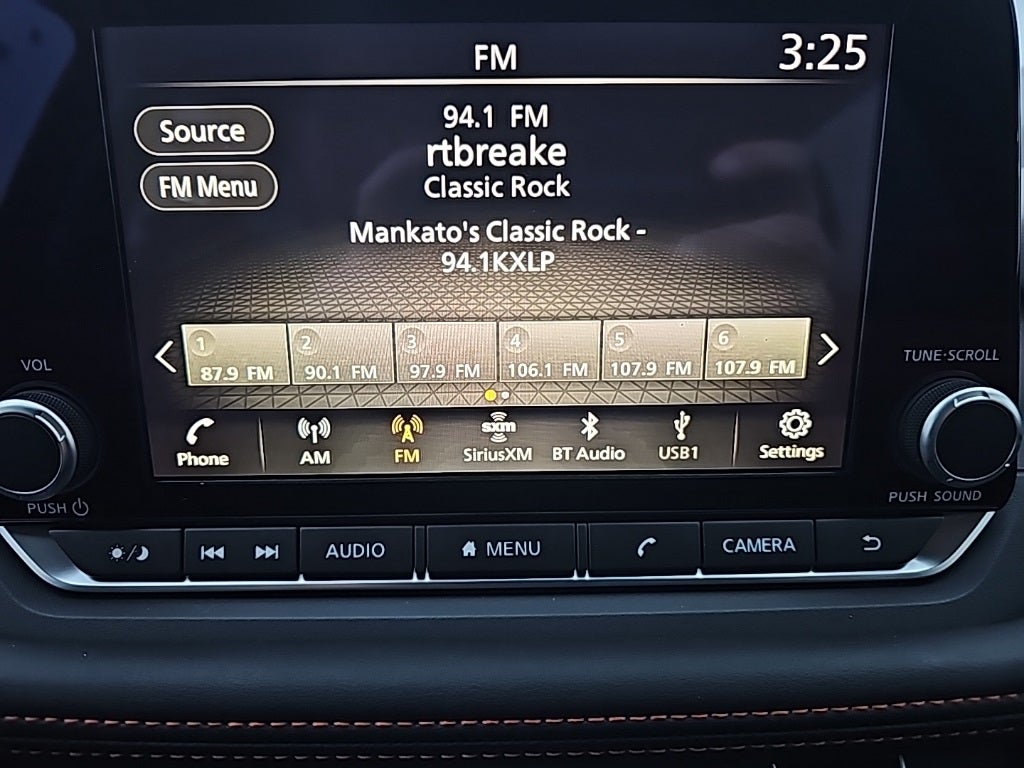 FM
3:25
Source
94.1 FM
rtbreake
FM Menu
Classic Rock
Mankato's Classic Rock -
94.1KXLP
1 2 3 4 5 6
87.9 FM 90.1 FM 97.9 FM 106.1 FM 107.9 FM 107.9 FM
VOL
TUNE·SCROLL
sxm
Phone AM FM SiriusXM BT Audio USB1 Settings
PUSH
PUSH SOUND
AUDIO MENU CAMERA